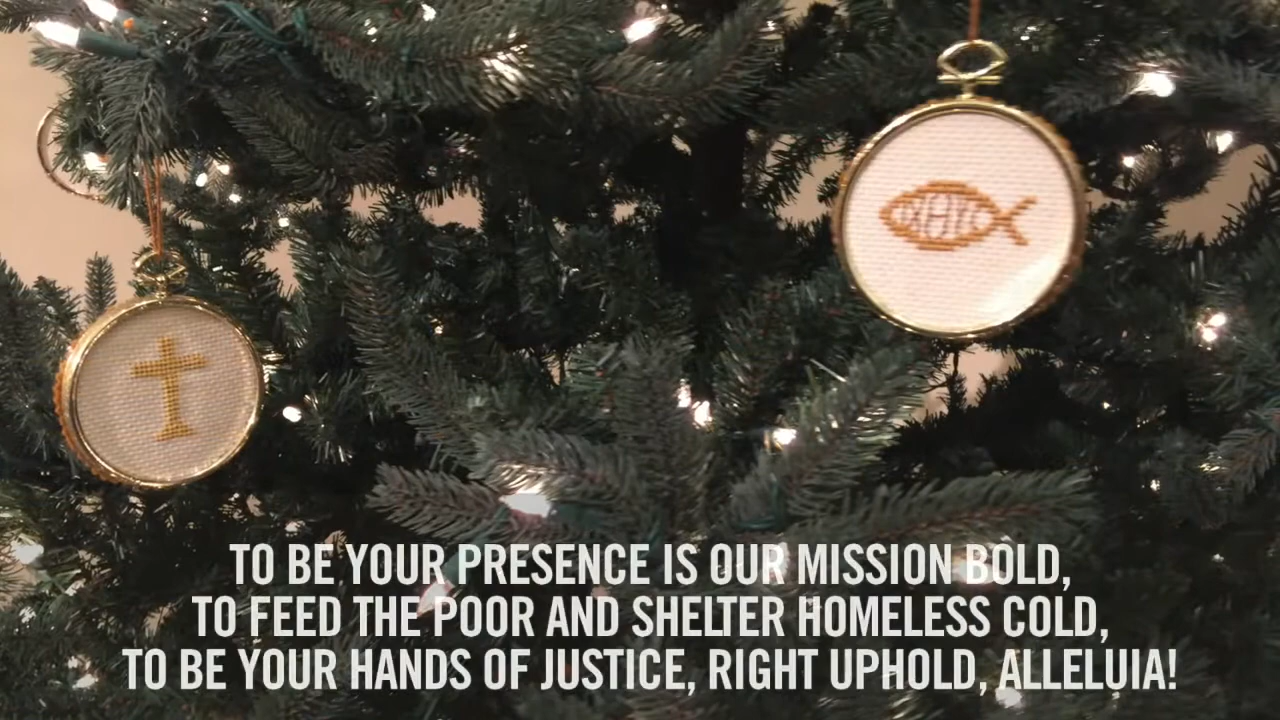 TO BE YOUR PRESENCE IS OUR MISSION BOLD,
TO FEED THE POOR AND SHELTER HOMELESS COLD,
TO BE YOUR HANDS OF JUSTICE, RIGHT UPHOLD, ALLELUIA!